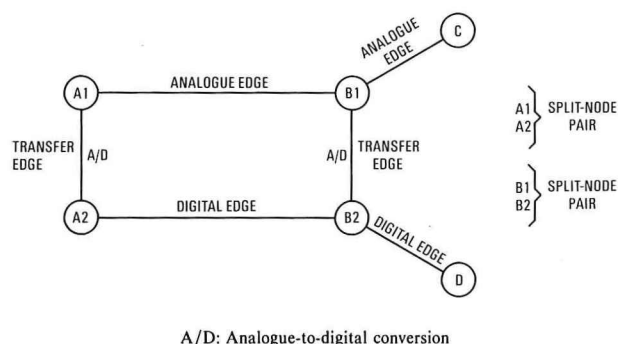 C
ANALOGUE
EDGE
A1
ANALOGUE EDGE
B1
A1
A2
SPLIT-NODE
PAIR
TRANSFER
EDGE
A/D
A/D
TRANSFER
EDGE
B1
B2
SPLIT-NODE
PAIR
A2
DIGITAL EDGE
B2
DIGITAL EDGE
D
A/D: Analogue-to-digital conversion